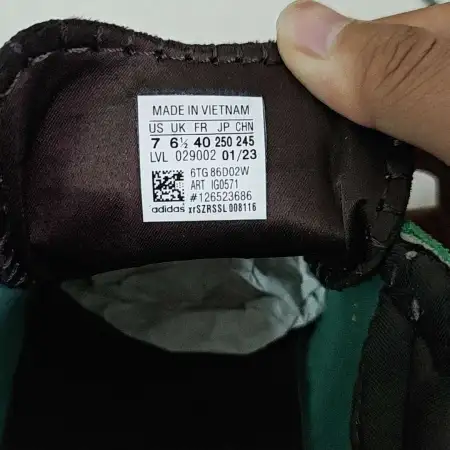 MADE IN VIETNAM
US UK FR JP CHN
7 6½ 40 250 245
LVL 029002 01/23
6TG 86D02W
ART IG0571
#126523686
adidas xrSZRSSL 008116